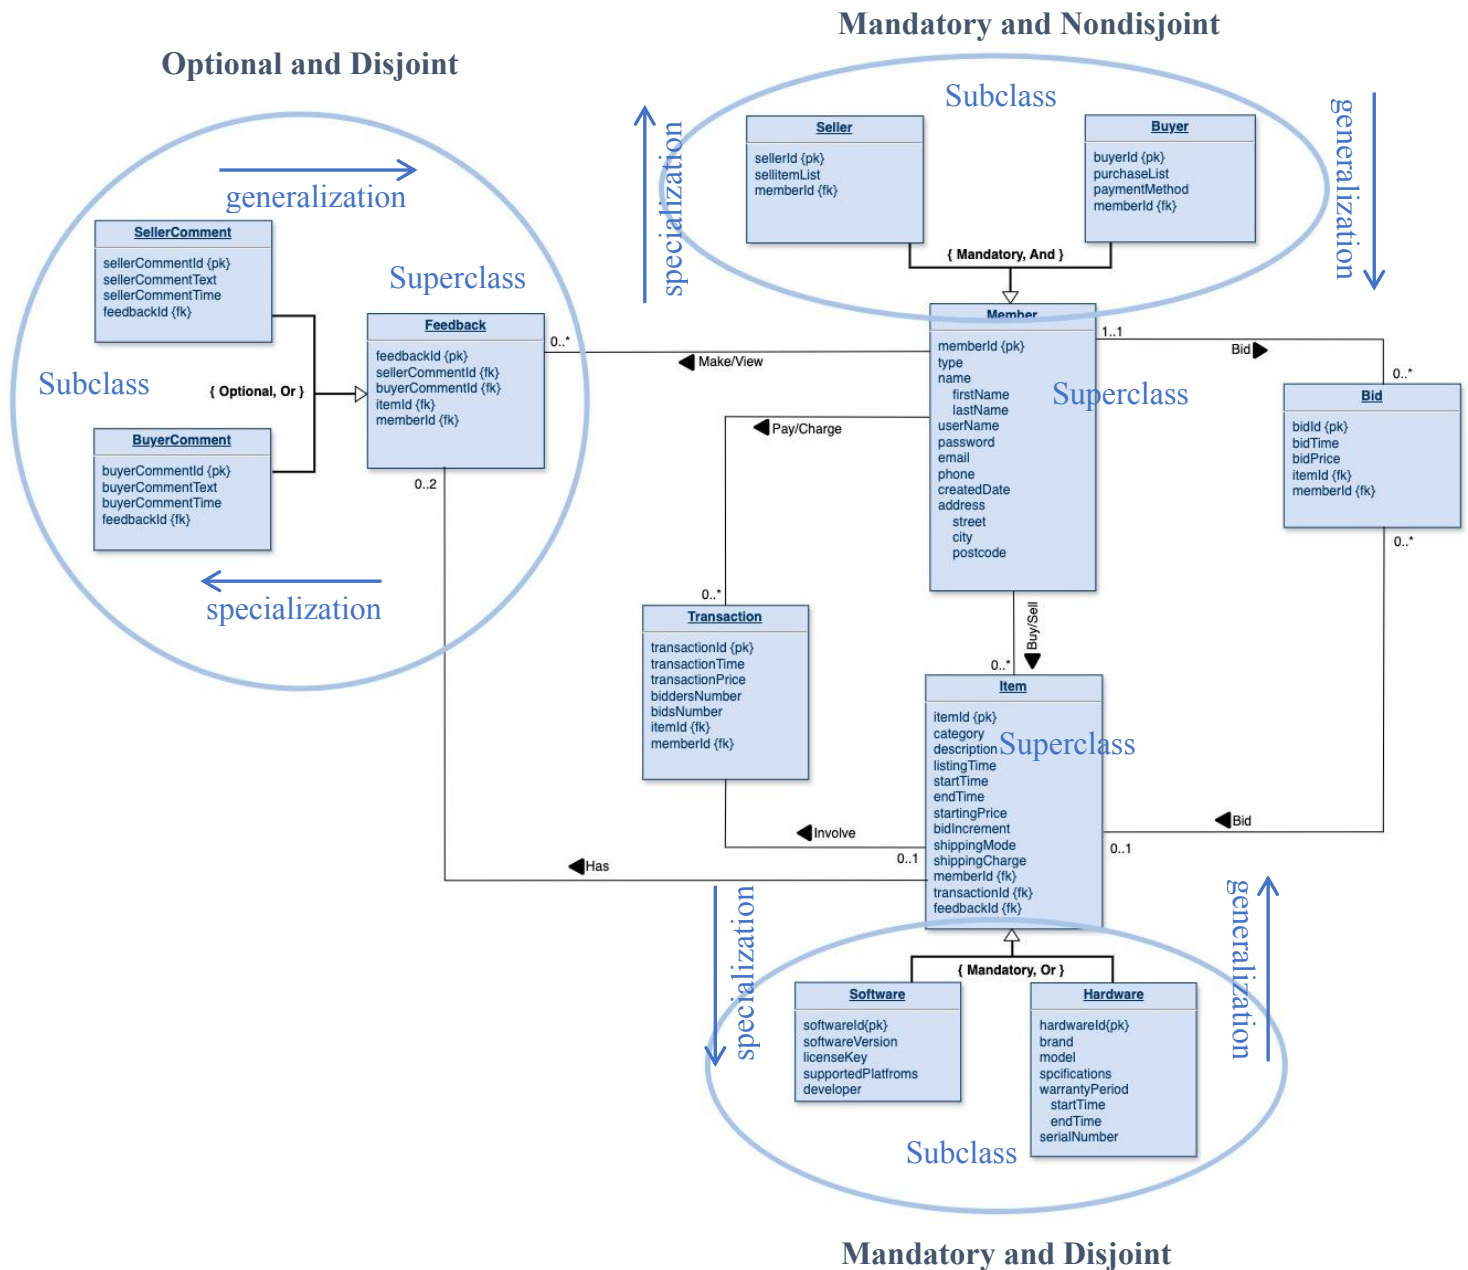 Mandatory and Nondisjoint
Optional and Disjoint
Subclass
specialization
generalization
Seller
sellerId {pk}
sellitemList
memberId {fk}
Buyer
buyerId {pk}
purchaseList
paymentMethod
memberId {fk}
{ Mandatory, And }
generalization
SellerComment
sellerCommentId {pk}
sellerCommentText
sellerCommentTime
feedbackId {fk}
Superclass
Subclass
{ Optional, Or }
Feedback
feedbackId {pk}
sellerCommentId {fk}
buyerCommentId {fk}
itemId {fk}
memberId {fk}
BuyerComment
buyerCommentId {pk}
buyerCommentText
buyerCommentTime
feedbackId {fk}
specialization
0..*
Make/View
0..2
Member
memberId {pk}
type
name
firstName
lastName
userName
password
email
phone
createdDate
address
street
city
postcode
Superclass
1..1
Bid
0..*
Bid
bidId {pk}
bidTime
bidPrice
itemId {fk}
memberId {fk}
0..*
Pay/Charge
0..*
Transaction
transactionId {pk}
transactionTime
transactionPrice
biddersNumber
bidsNumber
itemId {fk}
memberId {fk}
Buy/Sell
0..*
Item
itemId {pk}
category
description
listingTime
startTime
endTime
startingPrice
bidIncrement
shippingMode
shippingCharge
memberId {fk}
transactionId {fk}
feedbackId {fk}
Superclass
Involve
0..1
Has
Bid
0..1
specialization
generalization
{ Mandatory, Or }
Software
softwareId{pk}
softwareVersion
licenseKey
supportedPlatfroms
developer
Hardware
hardwareId{pk}
brand
model
spcifications
warrantyPeriod
startTime
endTime
serialNumber
Subclass
Mandatory and Disjoint